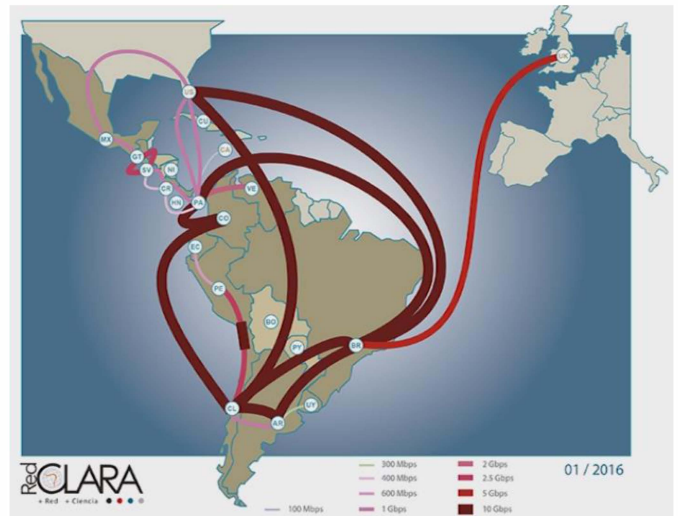 US
UK
CU
MX
CA
GT
SV
NI
CR
HN
PA
VE
CO
EC
PE
BO
PY
BR
CL
AR
UY
Red CLARA
+ Red + Ciencia
100 Mbps
300 Mbps
400 Mbps
600 Mbps
1 Gbps
2 Gbps
2.5 Gbps
5 Gbps
10 Gbps
01 / 2016